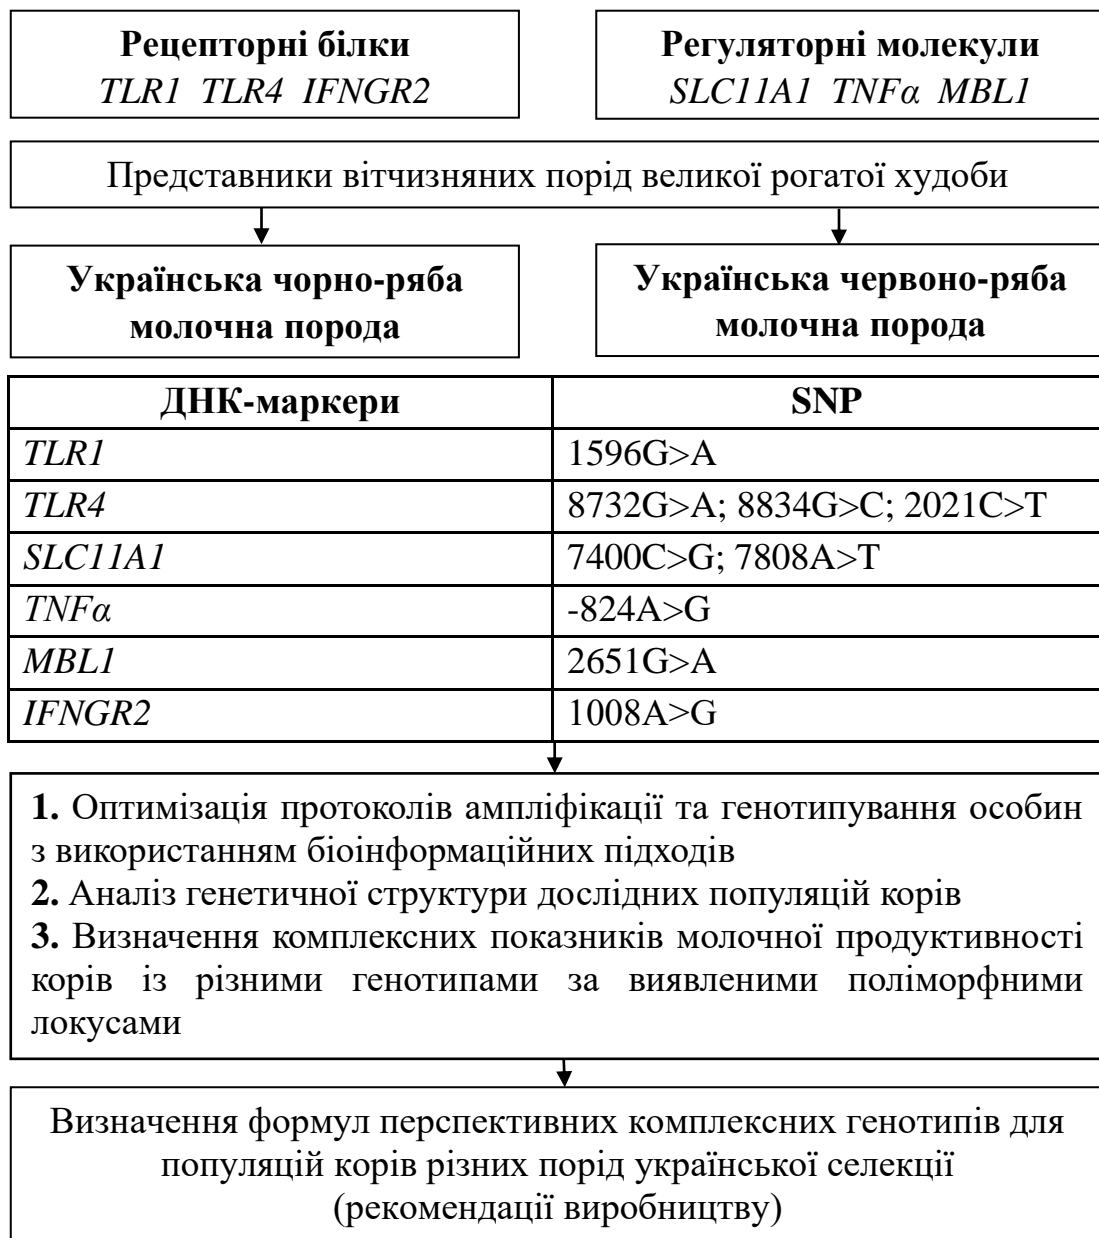 Рецепторні білки
TLR1 TLR4 IFNGR2
Регуляторні молекули
SLC11A1 TNFα MBL1
Представники вітчизняних порід великої рогатої худоби
Українська чорно-ряба
молочна порода
Українська червоно-ряба
молочна порода
ДНК-маркери SNP
TLR1 1596G>A
TLR4 8732G>A; 8834G>C; 2021C>T
SLC11A1 7400C>G; 7808A>T
TNFα -824A>G
MBL1 2651G>A
IFNGR2 1008A>G
1. Оптимізація протоколів ампліфікації та генотипування особин
з використанням біоінформаційних підходів
2. Аналіз генетичної структури дослідних популяцій корів
3. Визначення комплексних показників молочної продуктивності
корів із різними генотипами за виявленими поліморфними
локусами
Визначення формул перспективних комплексних генотипів для
популяцій корів різних порід української селекції
(рекомендації виробництву)